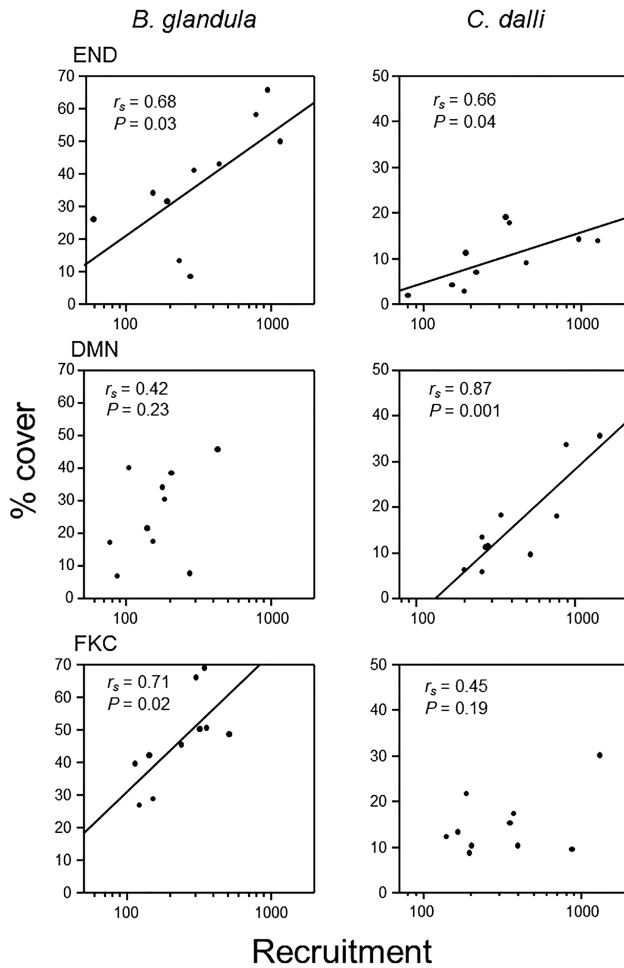 B. glandula C. dalli
END
70
60
50
40
30
20
10
0
rs = 0.68
P = 0.03
100 1000
50
40
30
20
10
0
rs = 0.66
P = 0.04
100 1000
DMN
70
60
50
40
30
20
10
0
rs = 0.42
P = 0.23
100 1000
50
40
30
20
10
0
rs = 0.87
P = 0.001
100 1000
% cover
FKC
70
60
50
40
30
20
10
0
rs = 0.71
P = 0.02
100 1000
50
40
30
20
10
0
rs = 0.45
P = 0.19
100 1000
Recruitment